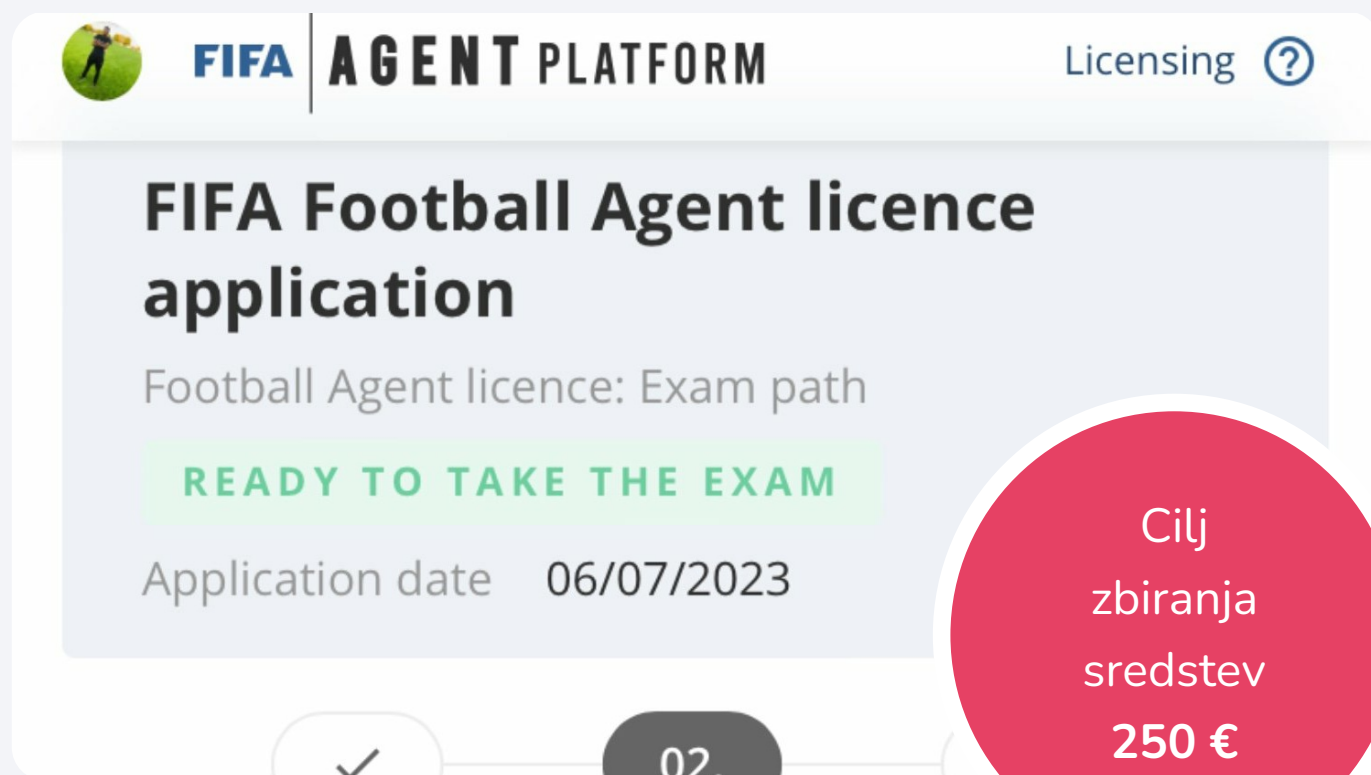 FIFA AGENT PLATFORM Licensing ?
FIFA Football Agent licence
application
Football Agent licence: Exam path
READY TO TAKE THE EXAM
Application date 06/07/2023
02.
Cilj
zbiranja
sredstev
250 €